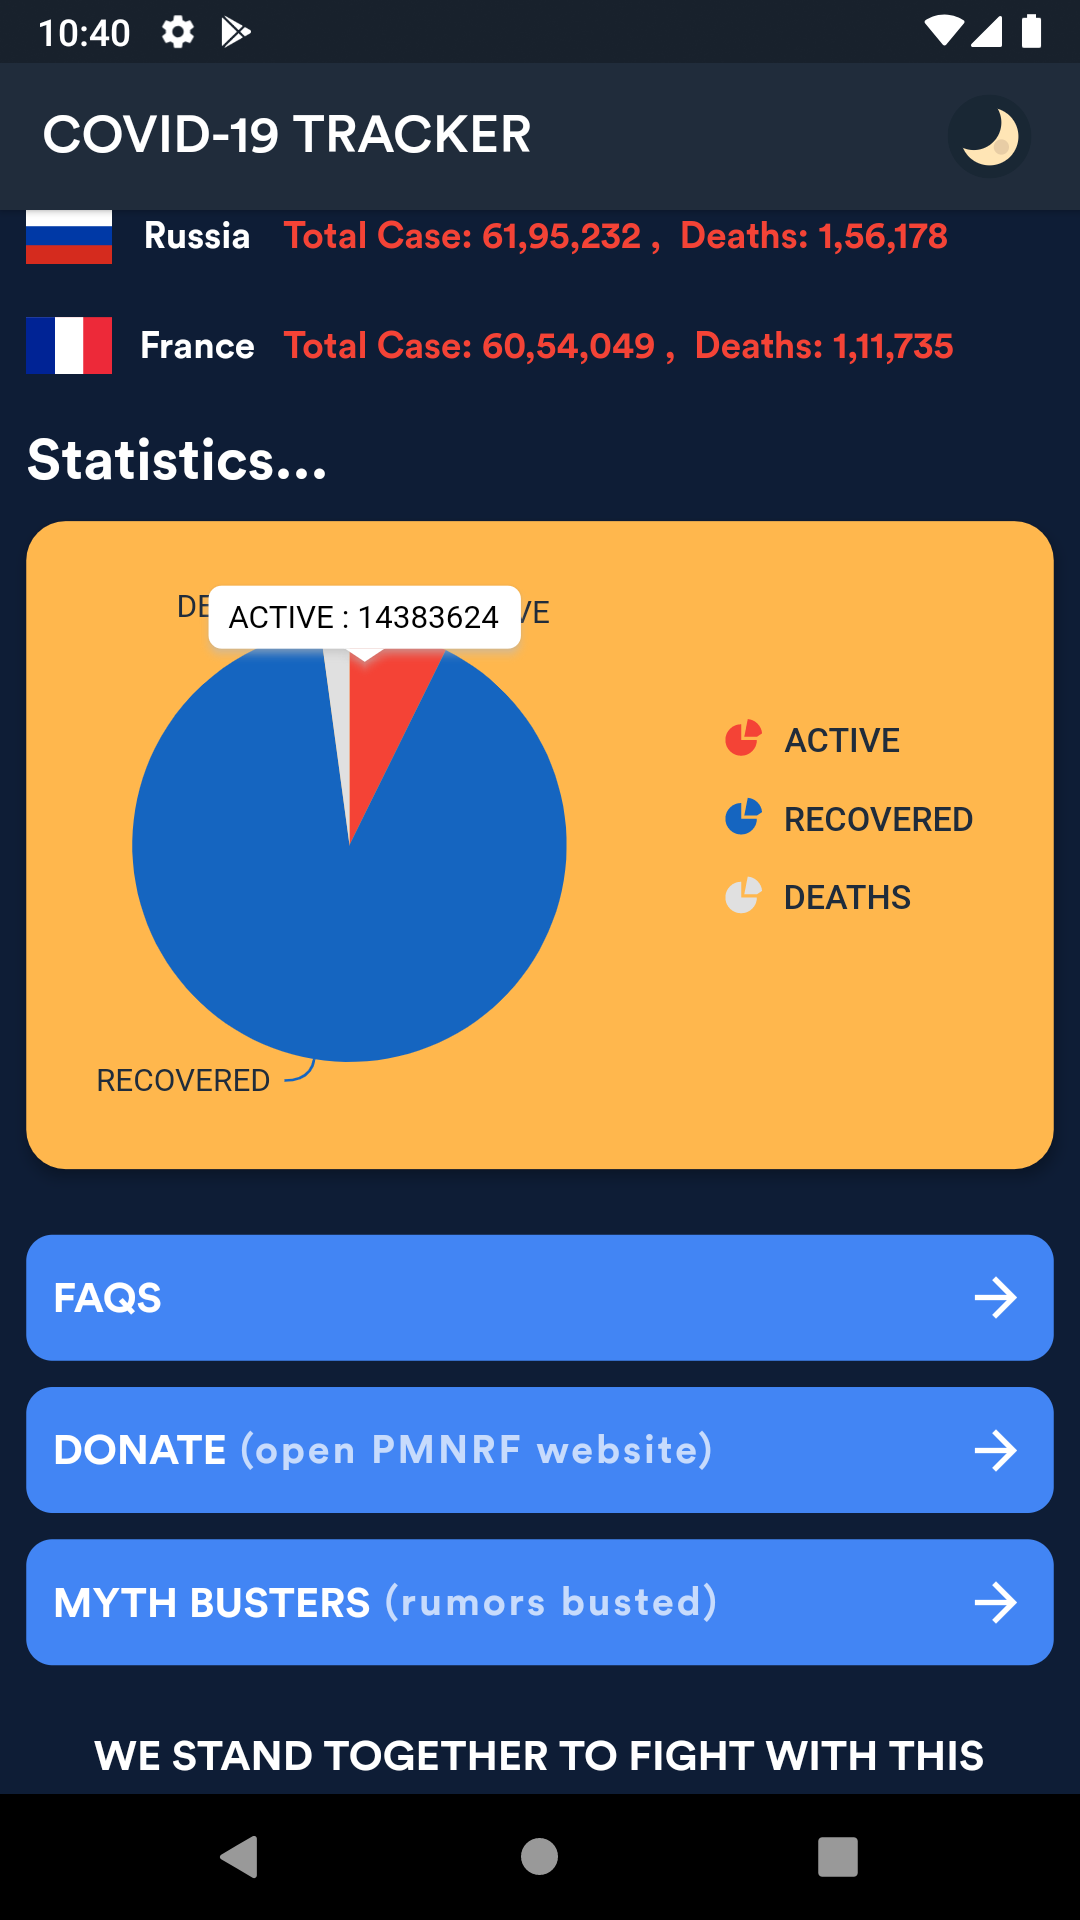 10:40
COVID-19 TRACKER
Russia Total Case: 61,95,232 , Deaths: 1,56,178
France Total Case: 60,54,049 , Deaths: 1,11,735
Statistics...
DE ACTIVE : 14383624 VE
ACTIVE
RECOVERED
DEATHS
RECOVERED
FAQS
DONATE (open PMNRF website)
MYTH BUSTERS (rumors busted)
WE STAND TOGETHER TO FIGHT WITH THIS